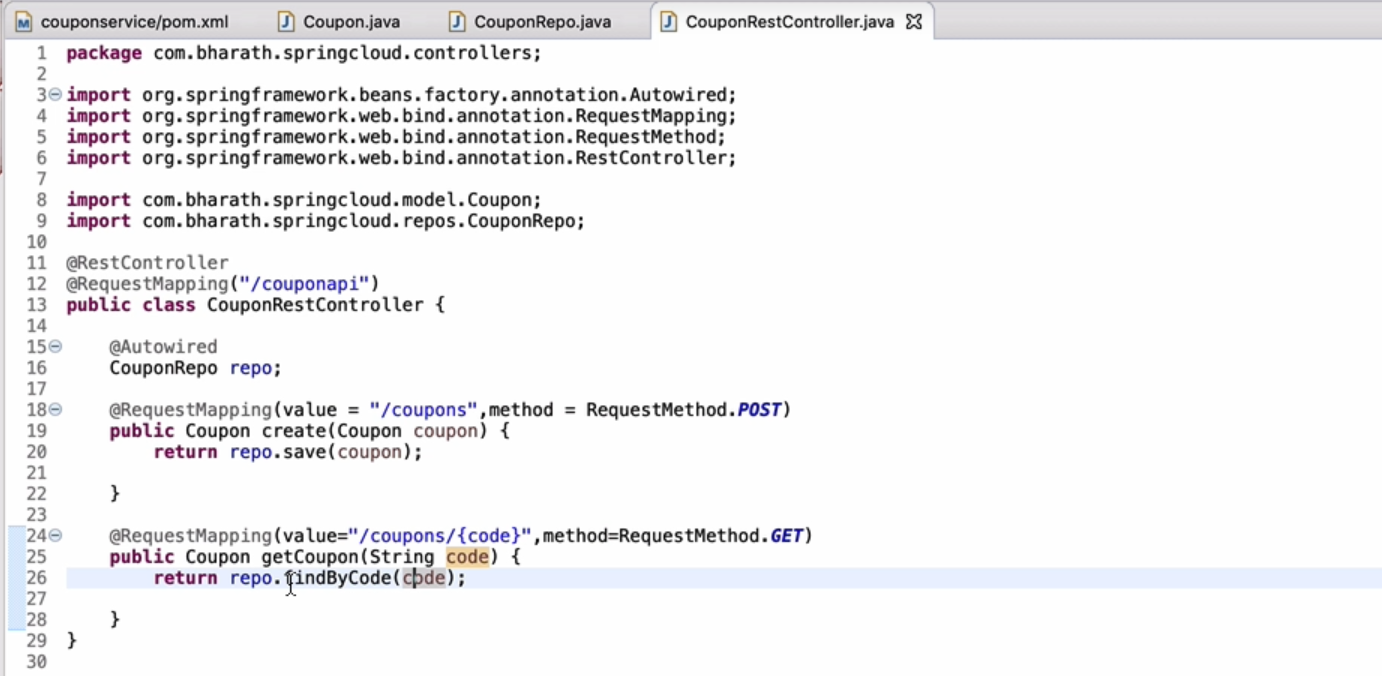 couponservice/pom.xml Coupon.java CouponRepo.java CouponRestController.java
1 package com.bharath.springcloud.controllers;
2
3 import org.springframework.beans.factory.annotation.Autowired;
4 import org.springframework.web.bind.annotation.RequestMapping;
5 import org.springframework.web.bind.annotation.RequestMethod;
6 import org.springframework.web.bind.annotation.RestController;
7
8 import com.bharath.springcloud.model.Coupon;
9 import com.bharath.springcloud.repos.CouponRepo;
10
11 @RestController
12 @RequestMapping("/couponapi")
13 public class CouponRestController {
14
15     @Autowired
16     CouponRepo repo;
17
18     @RequestMapping(value = "/coupons",method = RequestMethod.POST)
19     public Coupon create(Coupon coupon) {
20         return repo.save(coupon);
21
22     }
23
24     @RequestMapping(value="/coupons/{code}",method=RequestMethod.GET)
25     public Coupon getCoupon(String code) {
26         return repo.findByCode(code);
27
28     }
29 }
30